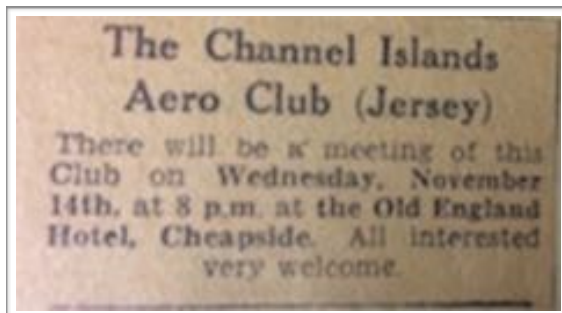 The Channel Islands
Aero Club (Jersey)
There will be a meeting of this
Club on Wednesday, November
14th, at 8 p.m. at the Old England
Hotel, Cheapside. All interested
very welcome.